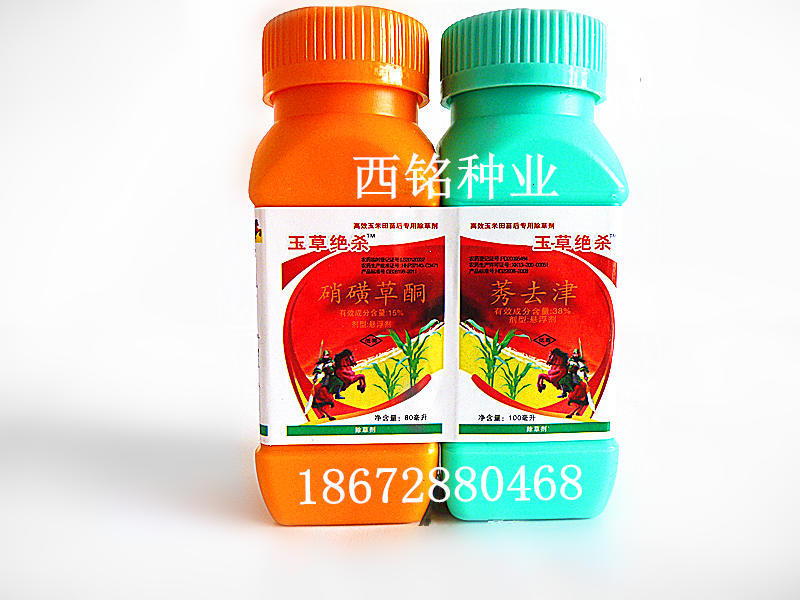 西铭种业
高效玉米田苗后专用除草剂
玉草绝杀™
硝磺草酮
有效成分含量:15%
剂型:悬浮剂
净含量：80毫升
除草剂
高效玉米田苗后专用除草剂
玉草绝杀™
莠去津
有效成分含量:38%
剂型:悬浮剂
净含量：100毫升
除草剂
18672880468